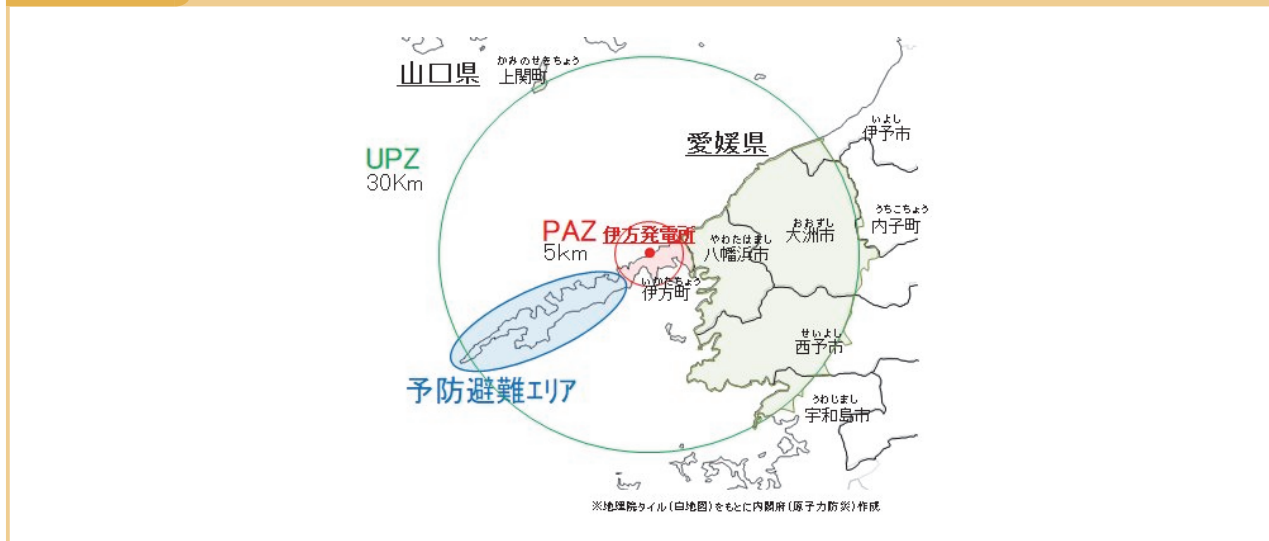 かみのせきちょう
山口県 上関町
いよし
伊予市
愛媛県
UPZ
30Km
うちこちょう
内子町
おおずし
大洲市
PAZ 伊方発電所
5km
やわたはまし
八幡浜市
いかたちょう
伊方町
せいよし
西予市
予防避難エリア
うわじまし
宇和島市
※地理院タイル(白地図)をもとに内閣府(原子力防災)作成